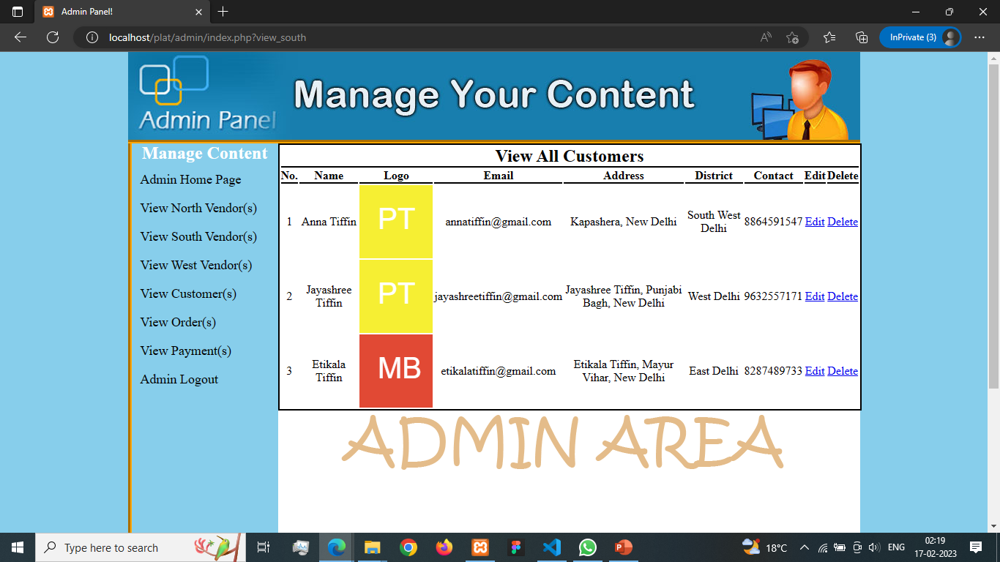 Admin Panel!
localhost/plat/admin/index.php?view_south
InPrivate (3)
Admin Panel
Manage Your Content
Manage Content
Admin Home Page
View North Vendor(s)
View South Vendor(s)
View West Vendor(s)
View Customer(s)
View Order(s)
View Payment(s)
Admin Logout
View All Customers
No. Name Logo Email Address District Contact Edit Delete
1 Anna Tiffin PT annatiffin@gmail.com Kapashera, New Delhi South West Delhi 8864591547 Edit Delete
2 Jayashree Tiffin PT jayashreetiffin@gmail.com Jayashree Tiffin, Punjabi Bagh, New Delhi West Delhi 9632557171 Edit Delete
3 Etikala Tiffin MB etikalatiffin@gmail.com Etikala Tiffin, Mayur Vihar, New Delhi East Delhi 8287489733 Edit Delete
ADMIN AREA
Type here to search
18°C
ENG
02:19
17-02-2023